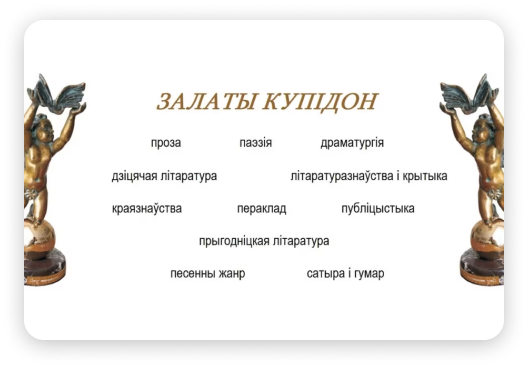 ЗАЛАТЫ КУПІДОН
проза паэзія драматургія
дзіцячая літаратура літаратуразнаўства і крытыка
краязнаўства пераклад публіцыстыка
прыгодніцкая літаратура
песенны жанр сатыра і гумар